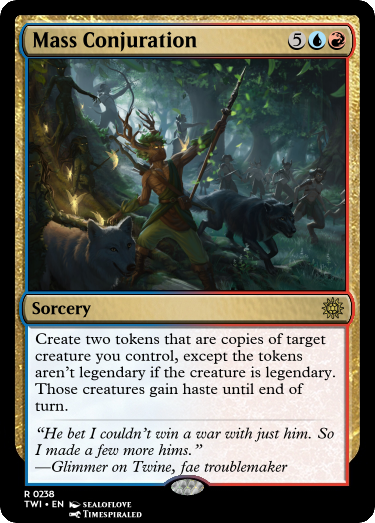 Mass Conjuration 5
Sorcery
Create two tokens that are copies of target
creature you control, except the tokens
aren't legendary if the creature is legendary.
Those creatures gain haste until end of
turn.
“He bet I couldn't win a war with just him. So
I made a few more hims.”
—Glimmer on Twine, fae troublemaker
R 0238
TWI • EN SEALOFLOVE
TIMESPIRALED